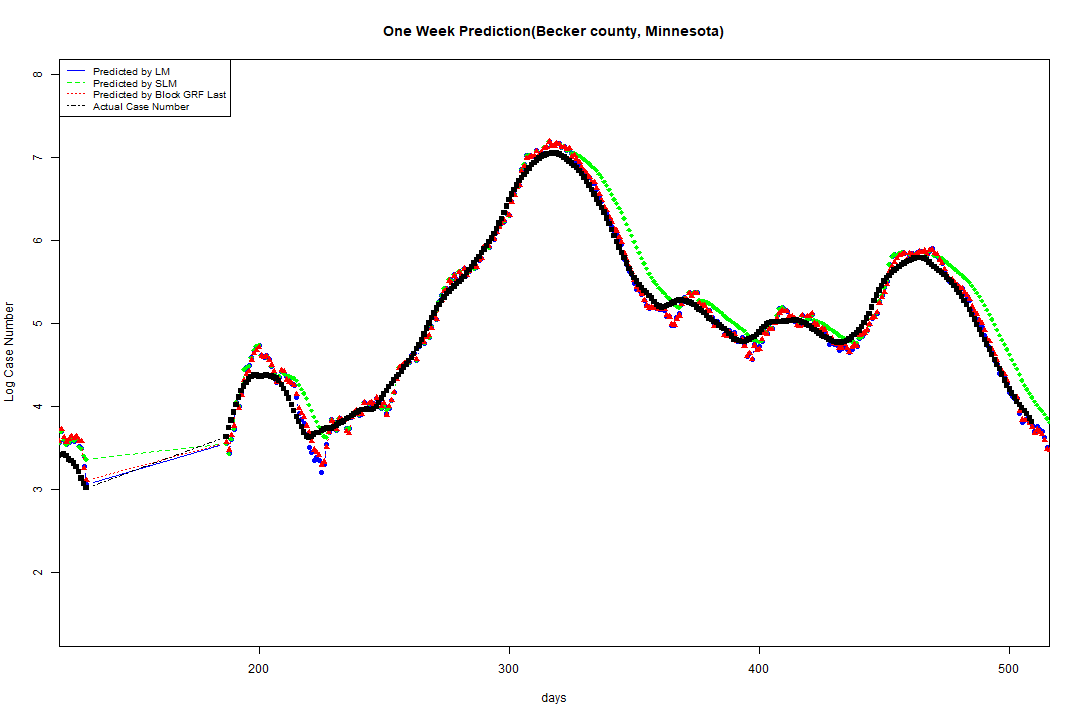 One Week Prediction(Becker county, Minnesota)
Predicted by LM
Predicted by SLM
Predicted by Block GRF Last
Actual Case Number
8
7
6
5
4
3
2
Log Case Number
200 300 400 500
days